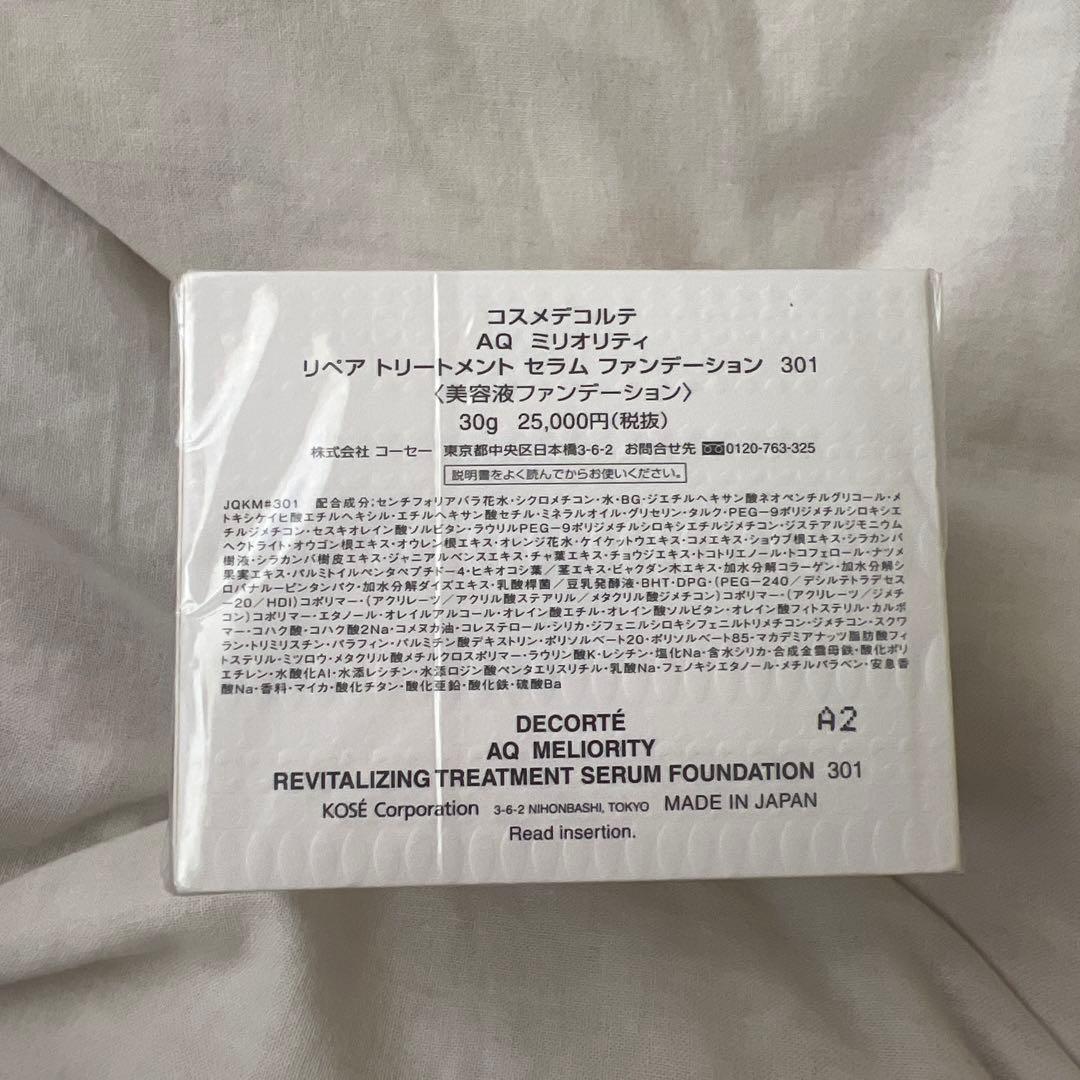 コスメデコルテ
AQ ミリオリティ
リペア トリートメント セラム ファンデーション 301
〈美容液ファンデーション〉
30g 25,000円(税抜)
株式会社 コーセー 東京都中央区日本橋3-6-2 お問合せ先 0120-763-325
説明書をよく読んでからお使いください。
JQKM#301 配合成分:センチフォリアバラ花水・シクロメチコン・水・BG・ジエチルヘキサン酸ネオペンチルグリコール・メ
トキシケイヒ酸エチルヘキシル・エチルヘキサン酸セチル・ミネラルオイル・グリセリン・タルク・PEG-9ポリジメチルシロキシエ
チルジメチコン・セスキオレイン酸ソルビタン・ラウリルPEG-9ポリジメチルシロキシエチルジメチコン・ジステアルジモニウム
ヘクトライト・オウゴン根エキス・オウレン根エキス・オレンジ花水・ケイケットウエキス・コメエキス・ショウブ根エキス・シラカンバ
樹液・シラカンバ樹皮エキス・ジャニアルベンスエキス・チャ葉エキス・チョウジエキス・トコトリエノール・トコフェロール・ナツメ
果実エキス・パルミトイルペンタペプチド-4・ヒキオコシ葉/茎エキス・ビャクダン木エキス・加水分解コラーゲン・加水分解シ
ロバナルーピンタンパク・加水分解ダイズエキス・乳酸桿菌/豆乳発酵液・BHT・DPG・(PEG-240/デシルテトラデセス
-20/HDI)コポリマー・(アクリレーツ/アクリル酸ステアリル/メタクリル酸ジメチコン)コポリマー・(アクリレーツ/ジメチ
コン)コポリマー・エタノール・オレイルアルコール・オレイン酸エチル・オレイン酸ソルビタン・オレイン酸フィトステリル・カルボ
マー・コハク酸・コハク酸2Na・コメヌカ油・コレステロール・シリカ・ジフェニルシロキシフェニルトリメチコン・ジメチコン・スクワ
ラン・トリミリスチン・パラフィン・パルミチン酸デキストリン・ポリソルベート20・ポリソルベート85・マカデミアナッツ脂肪酸フィ
トステリル・ミツロウ・メタクリル酸メチルクロスポリマー・ラウリン酸K・レシチン・塩化Na・含水シリカ・合成金雲母鉄・酸化ポリ
エチレン・水酸化Al・水添レシチン・水添ロジン酸ペンタエリスリチル・乳酸Na・フェノキシエタノール・メチルパラベン・安息香
酸Na・香料・マイカ・酸化チタン・酸化亜鉛・酸化鉄・硫酸Ba
DECORTÉ
A2
AQ MELIORITY
REVITALIZING TREATMENT SERUM FOUNDATION 301
KOSÉ Corporation 3-6-2 NIHONBASHI, TOKYO MADE IN JAPAN
Read insertion.